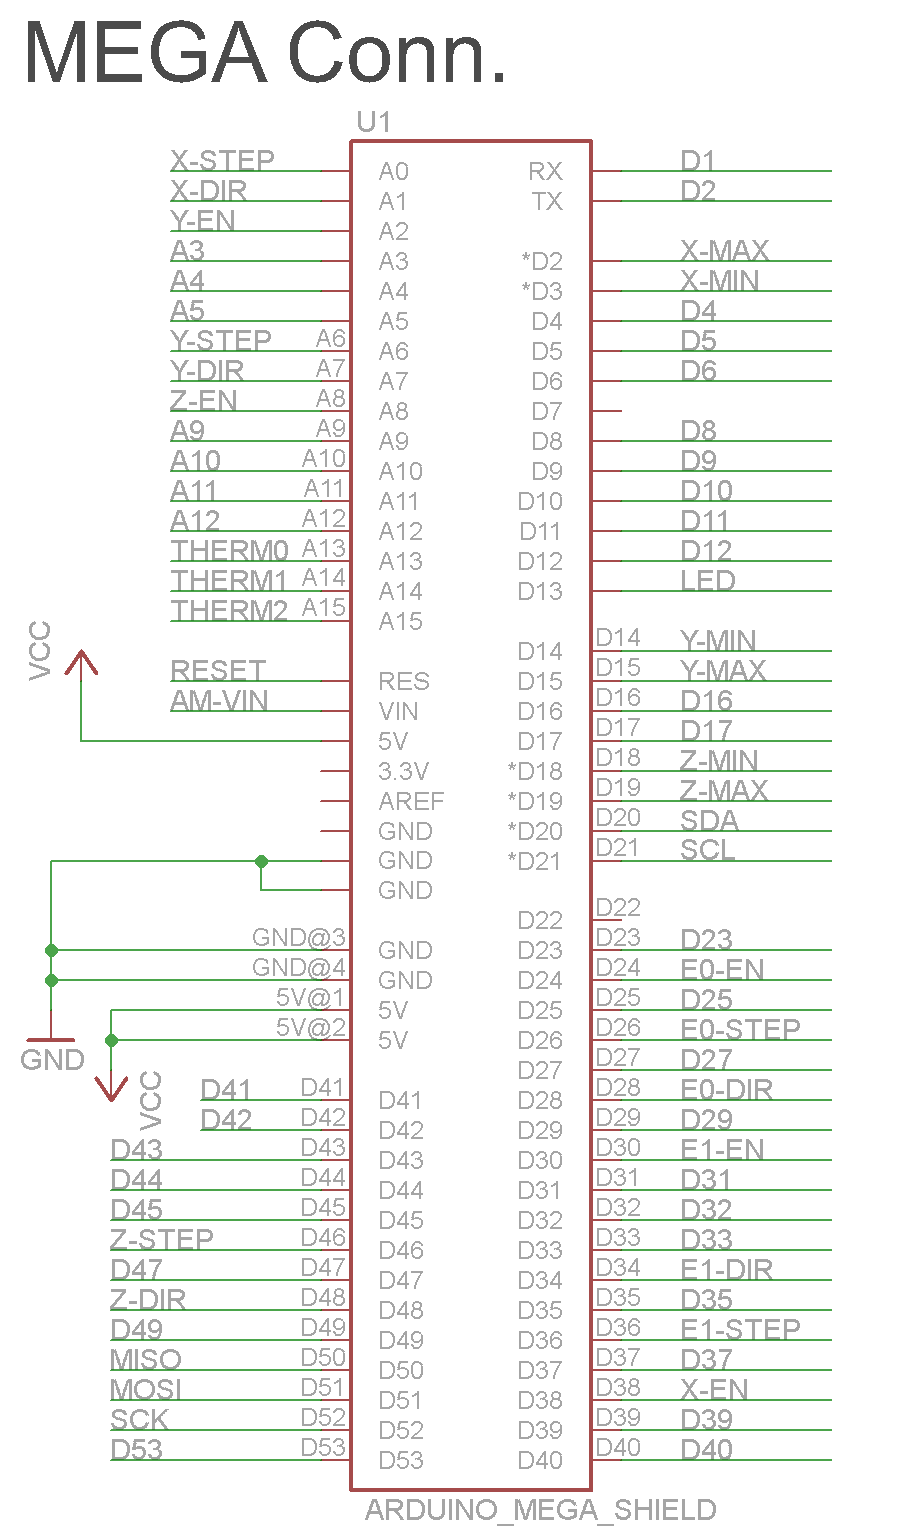 MEGA Conn.
U1
X-STEP A0 RX D1
X-DIR A1 TX D2
Y-EN A2
A3 A3 *D2 X-MAX
A4 A4 *D3 X-MIN
A5 A5 D4 D4
Y-STEP A6 A6 D5 D5
Y-DIR A7 A7 D6 D6
Z-EN A8 A8 D7
A9 A9 A9 D8 D8
A10 A10 A10 D9 D9
A11 A11 A11 D10 D10
A12 A12 A12 D11 D11
THERM0 A13 A13 D12 D12
THERM1 A14 A14 D13 LED
THERM2 A15 A15
D14 D14 Y-MIN
RESET RES D15 D15 Y-MAX
AM-VIN VIN D16 D16 D16
VCC
5V D17 D17 D17
3.3V *D18 D18 Z-MIN
AREF *D19 D19 Z-MAX
GND *D20 D20 SDA
GND *D21 D21 SCL
GND
D22 D22
GND@3 GND D23 D23 D23
GND@4 GND D24 D24 E0-EN
5V@1 5V D25 D25 D25
5V@2 5V D26 D26 E0-STEP
GND
D27 D27 D27
VCC
D41 D41 D41 D28 D28 E0-DIR
D42 D42 D42 D29 D29 D29
D43 D43 D43 D30 D30 E1-EN
D44 D44 D44 D31 D31 D31
D45 D45 D45 D32 D32 D32
Z-STEP D46 D46 D33 D33 D33
D47 D47 D47 D34 D34 E1-DIR
Z-DIR D48 D48 D35 D35 D35
D49 D49 D49 D36 D36 E1-STEP
MISO D50 D50 D37 D37 D37
MOSI D51 D51 D38 D38 X-EN
SCK D52 D52 D39 D39 D39
D53 D53 D53 D40 D40 D40
ARDUINO_MEGA_SHIELD